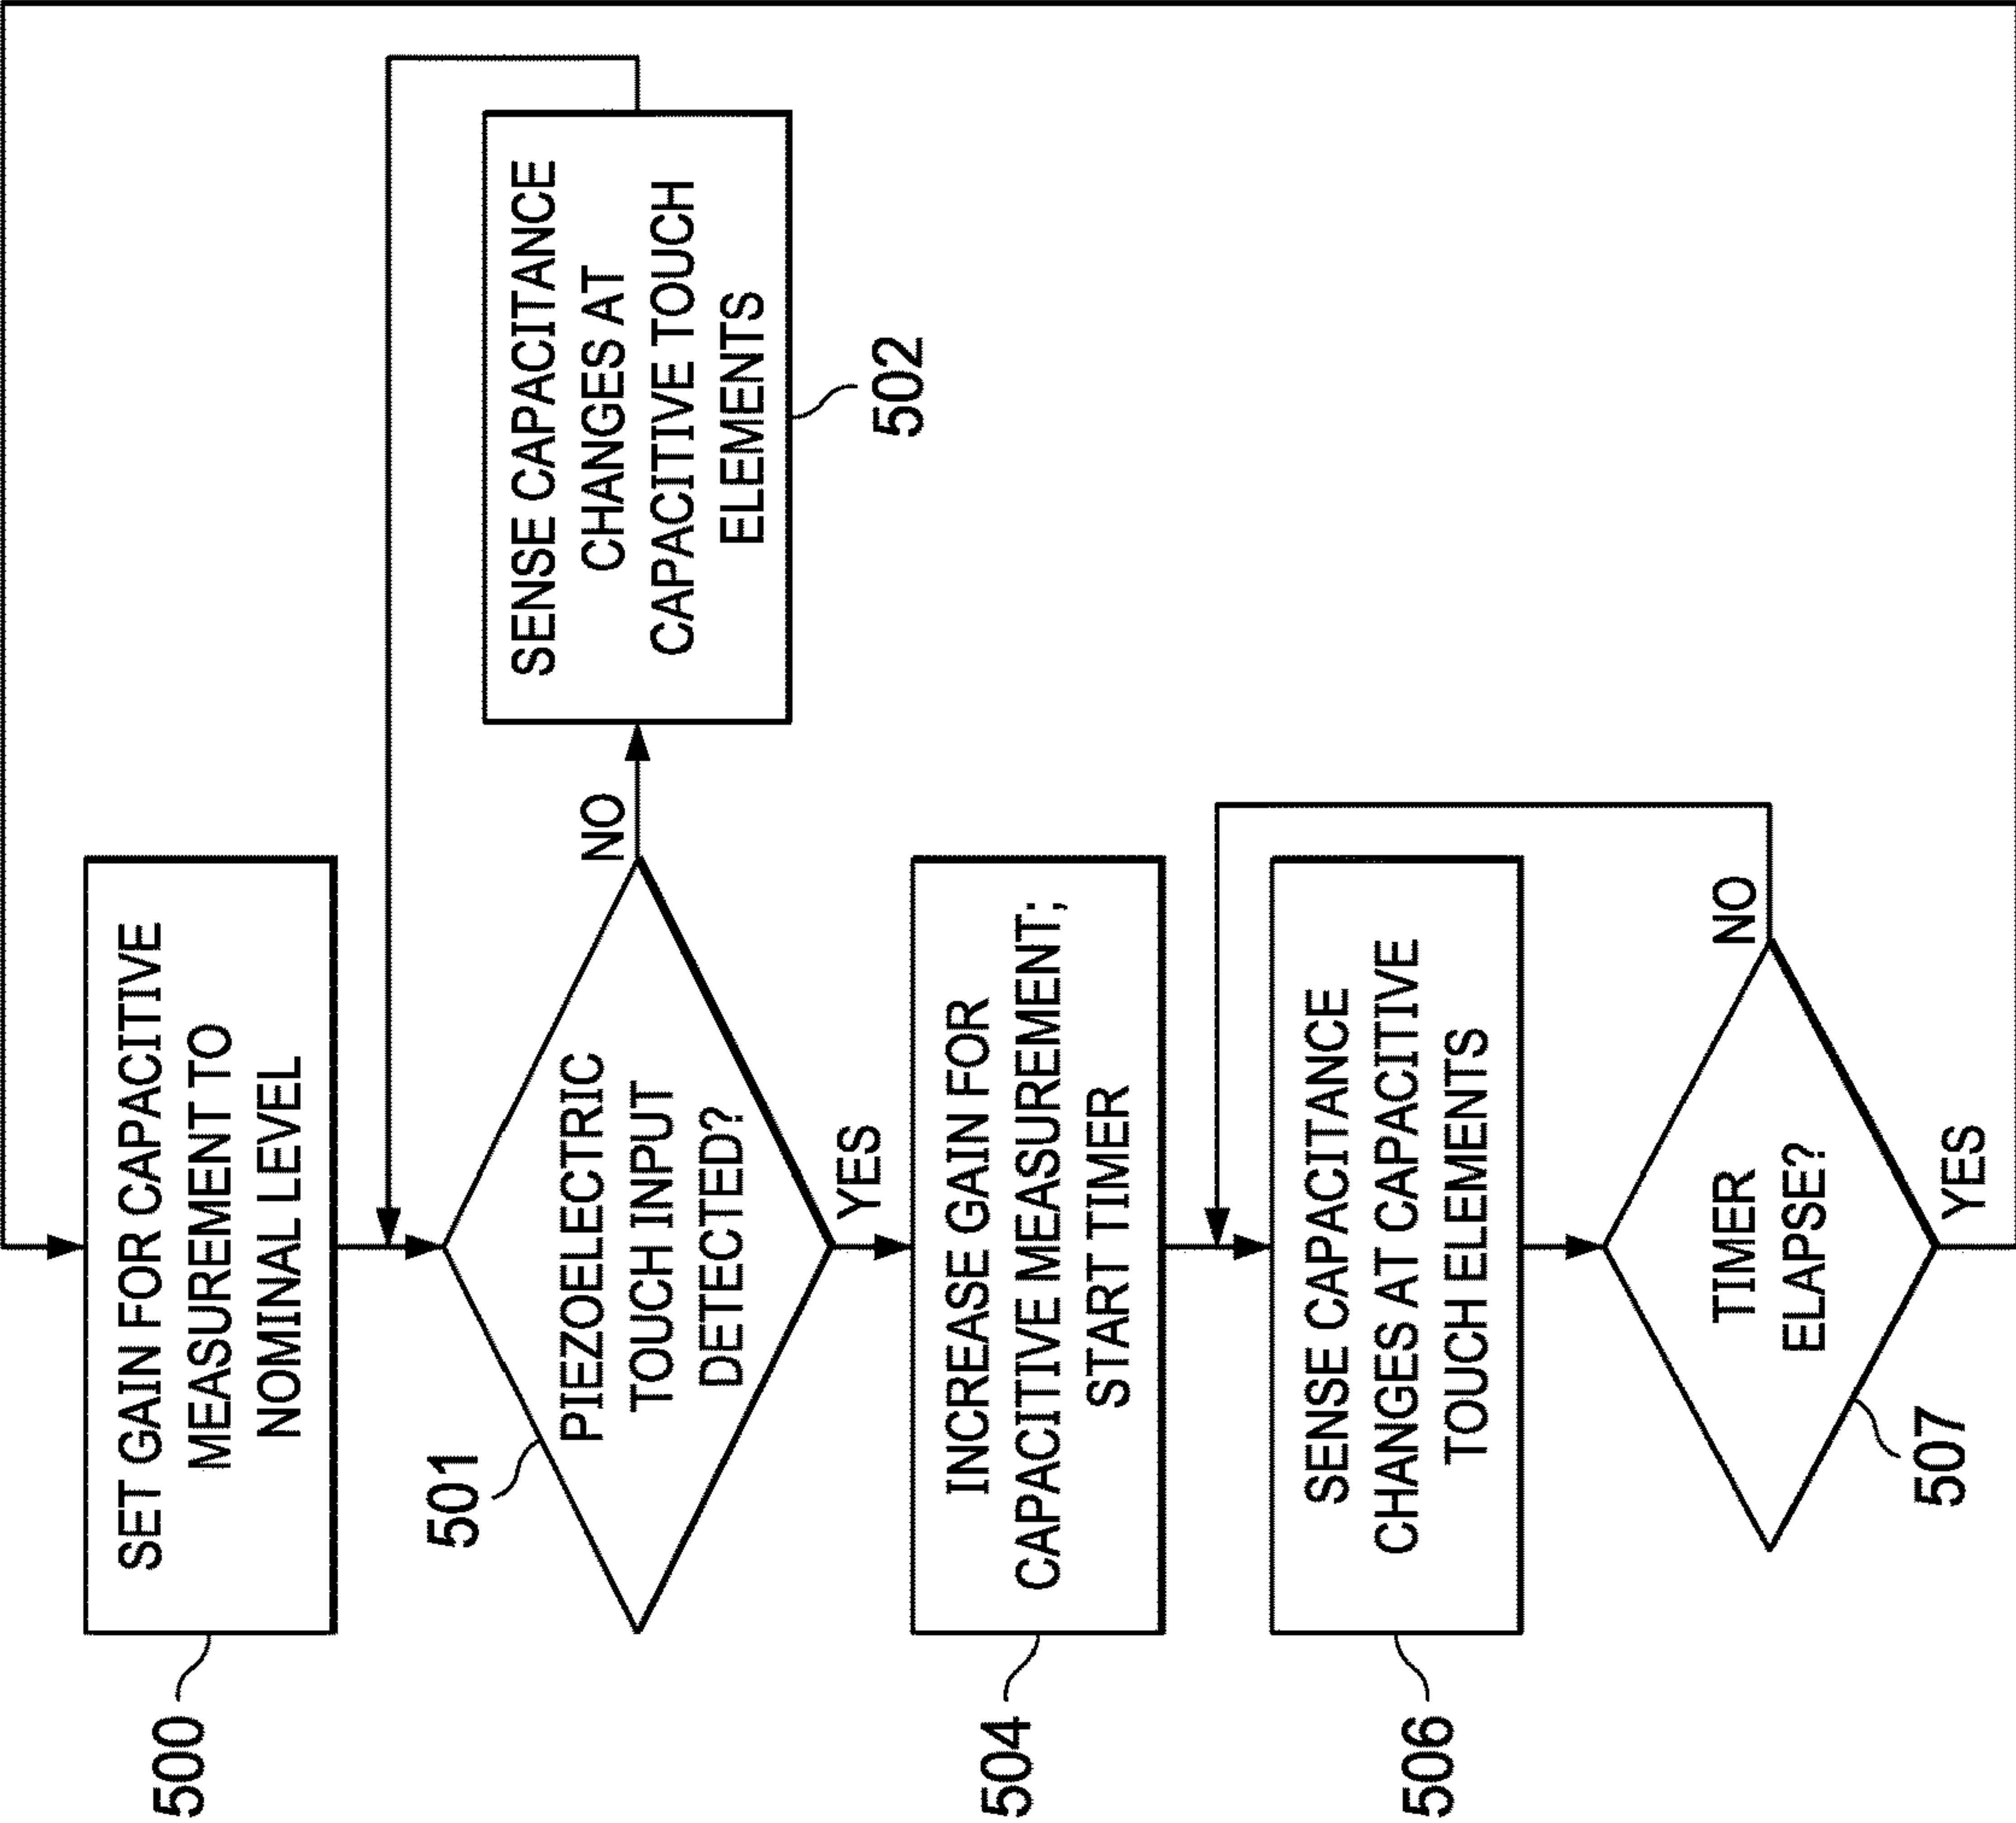 500
SET GAIN FOR CAPACITIVE
MEASUREMENT TO
NOMINAL LEVEL
501
PIEZOELECTRIC
TOUCH INPUT
DETECTED?
NO
SENSE CAPACITANCE
CHANGES AT
CAPACITIVE TOUCH
ELEMENTS
502
YES
504
INCREASE GAIN FOR
CAPACITIVE MEASUREMENT;
START TIMER
506
SENSE CAPACITANCE
CHANGES AT CAPACITIVE
TOUCH ELEMENTS
507
TIMER
ELAPSE?
NO
YES